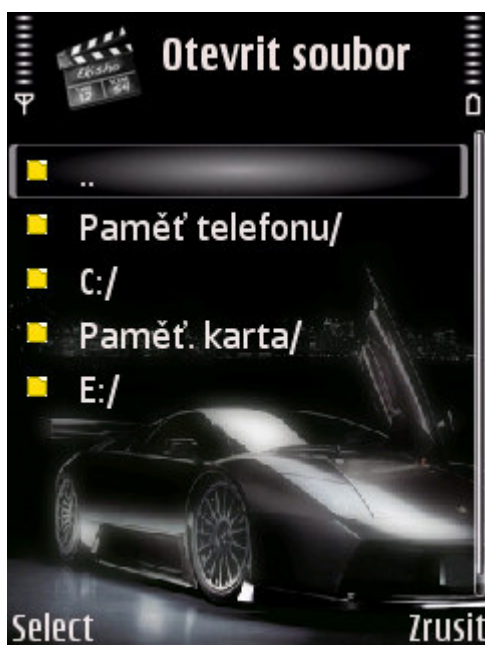 Otevrit soubor
..
Paměť telefonu/
C:/
Paměť. karta/
E:/
Select
Zrusit